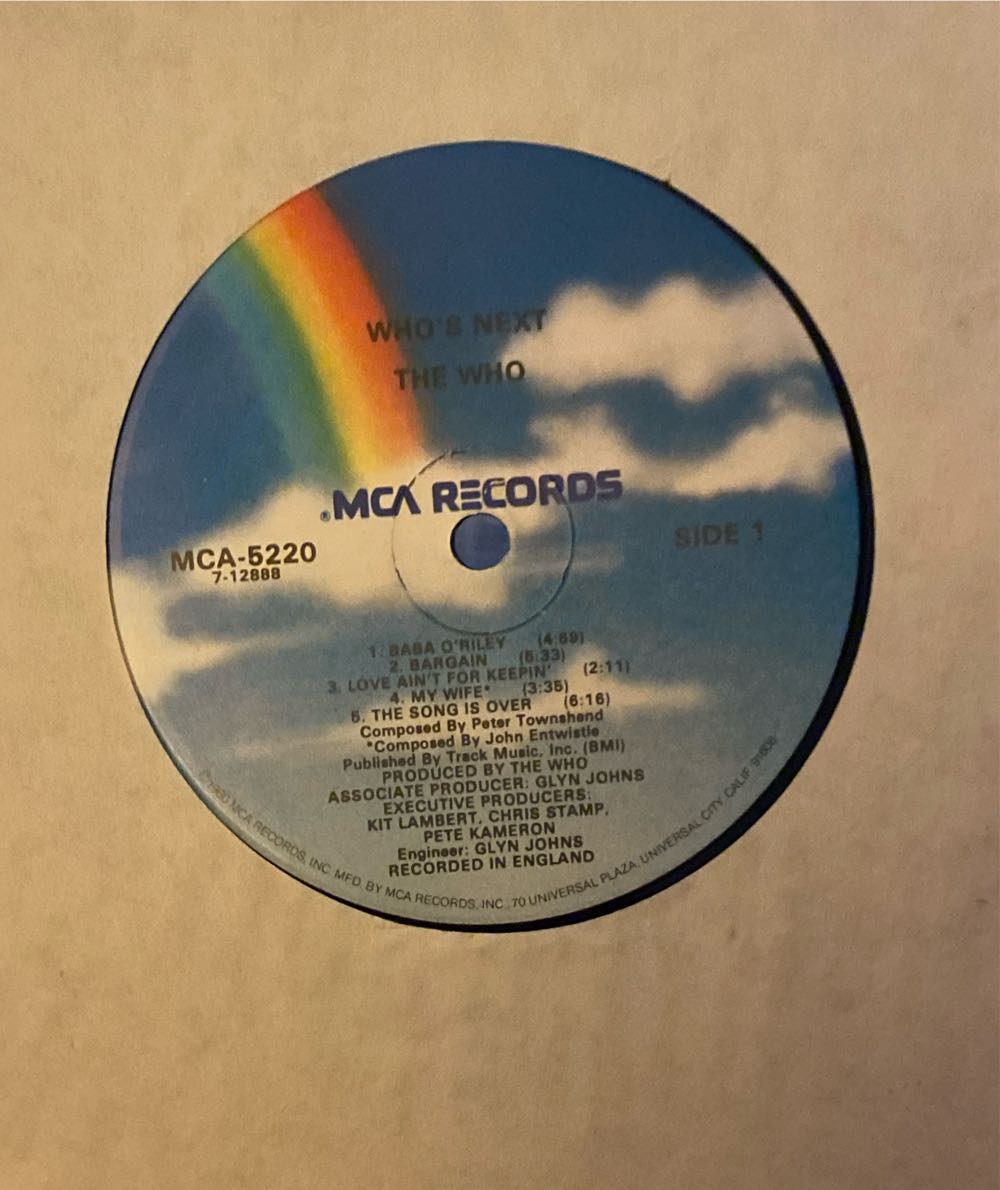 WHO'S NEXT
THE WHO
®MCA RECORDS
MCA-5220
7-12888
SIDE 1
1. BABA O'RILEY (4:59)
2. BARGAIN (5:33)
3. LOVE AIN'T FOR KEEPIN' (2:11)
4. MY WIFE* (3:35)
5. THE SONG IS OVER (6:16)
Composed By Peter Townshend
*Composed By John Entwistle
Published By Track Music, Inc. (BMI)
PRODUCED BY THE WHO
ASSOCIATE PRODUCER: GLYN JOHNS
EXECUTIVE PRODUCERS:
KIT LAMBERT, CHRIS STAMP,
PETE KAMERON
Engineer: GLYN JOHNS
RECORDED IN ENGLAND
1980 MCA RECORDS, INC. MFD. BY MCA RECORDS, INC., 70 UNIVERSAL PLAZA, UNIVERSAL CITY, CALIF. 91608